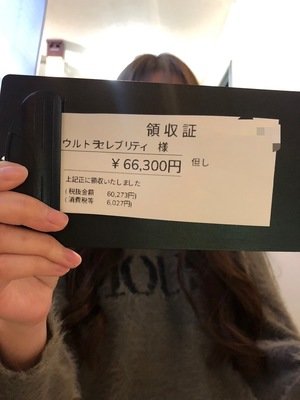 領収証
ウルトラセレブリティ 様
￥66,300円 但し
上記正に領収いたしました
(税抜金額 60,273円)
(消費税等 6,027円)